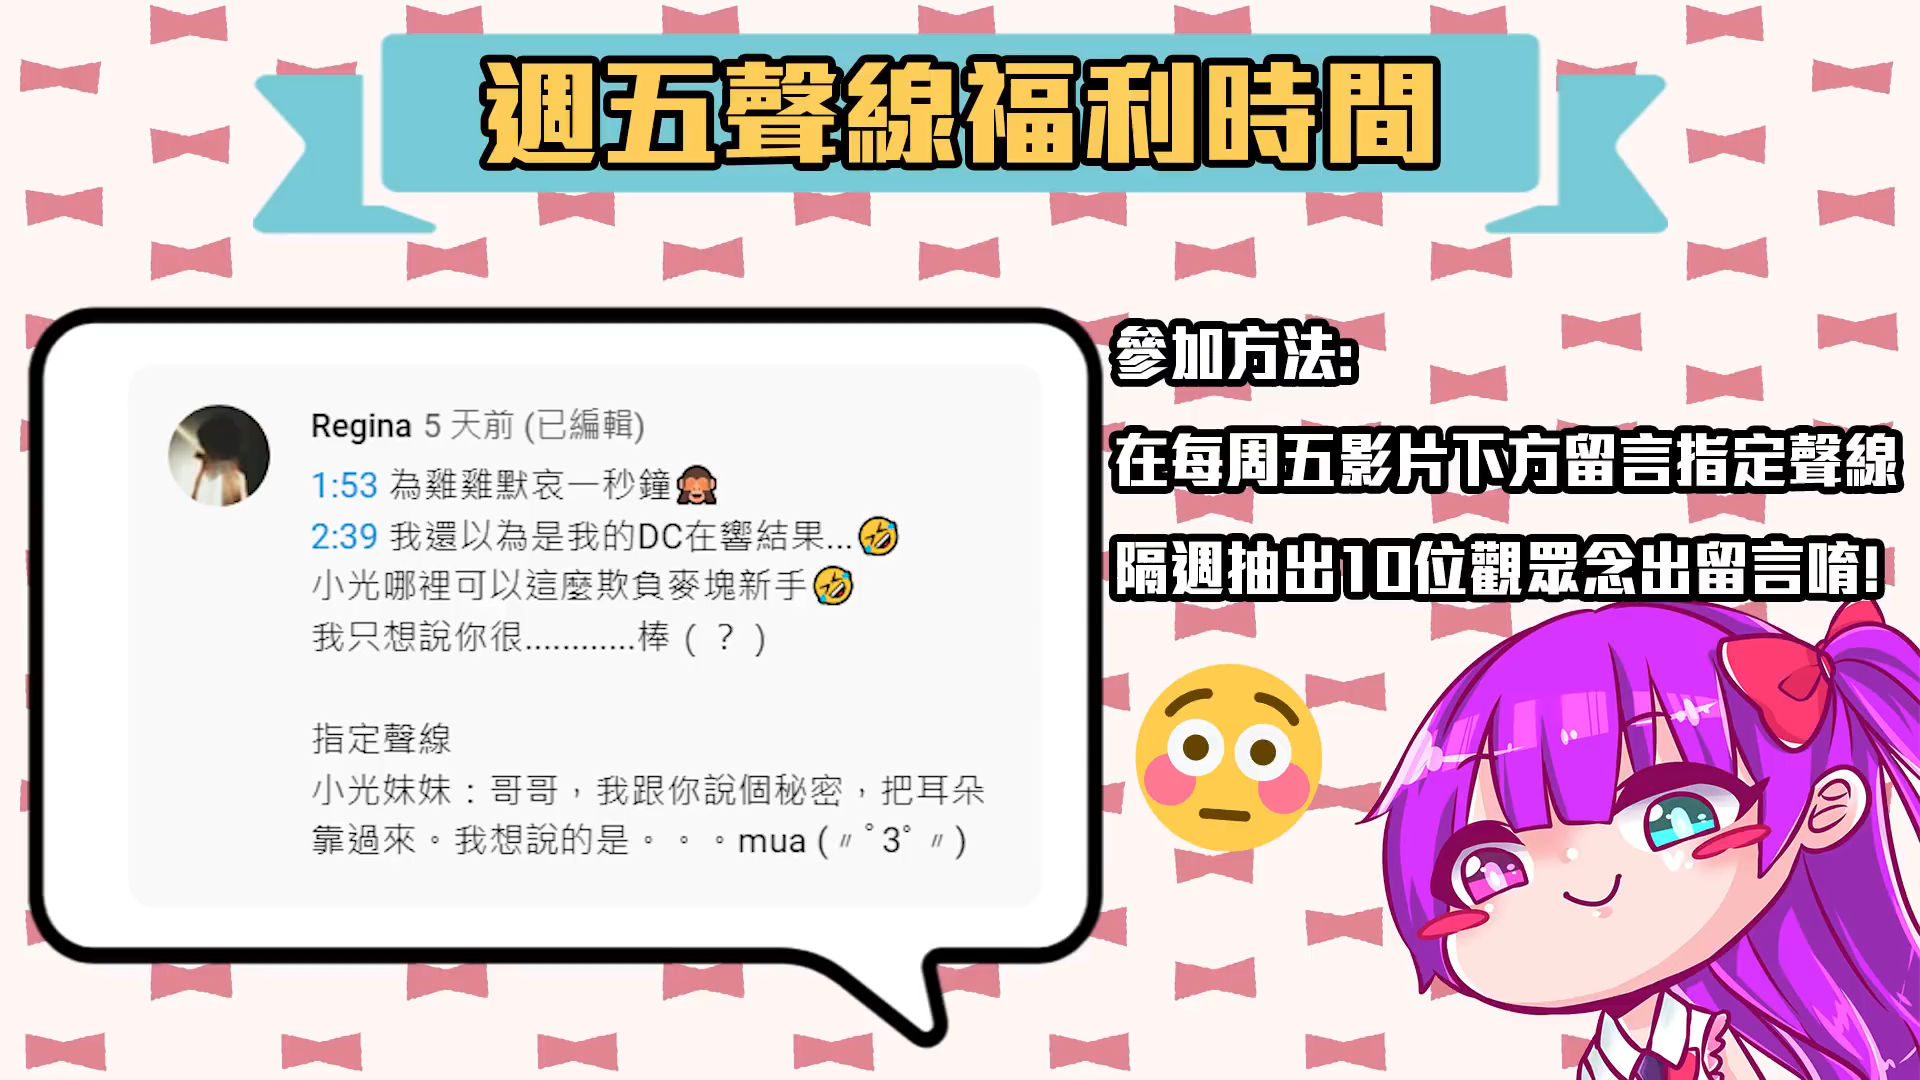 週五聲線福利時間
Regina 5 天前 (已編輯)
1:53 為雞雞默哀一秒鐘🙉
2:39 我還以為是我的DC在響結果...🤣
小光哪裡可以這麼欺負麥塊新手🤣
我只想說你很............棒（？）
指定聲線
小光妹妹：哥哥，我跟你說個秘密，把耳朵
靠過來。我想說的是。。。mua (〃ﾟ3ﾟ〃)
參加方法:
在每周五影片下方留言指定聲線
隔週抽出10位觀眾念出留言唷!